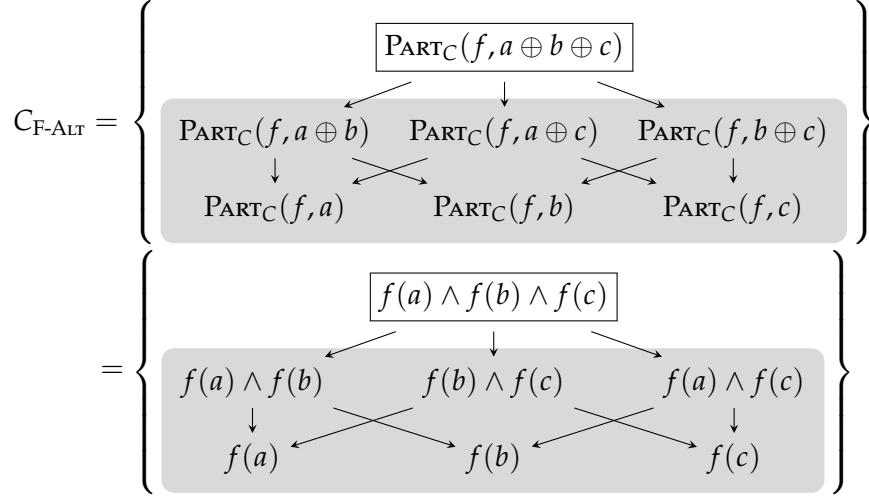 PART_C(f, a ⊕ b ⊕ c)
C_F-ALT =
PART_C(f, a ⊕ b) PART_C(f, a ⊕ c) PART_C(f, b ⊕ c)
PART_C(f, a) PART_C(f, b) PART_C(f, c)
f(a) ∧ f(b) ∧ f(c)
=
f(a) ∧ f(b) f(b) ∧ f(c) f(a) ∧ f(c)
f(a) f(b) f(c)